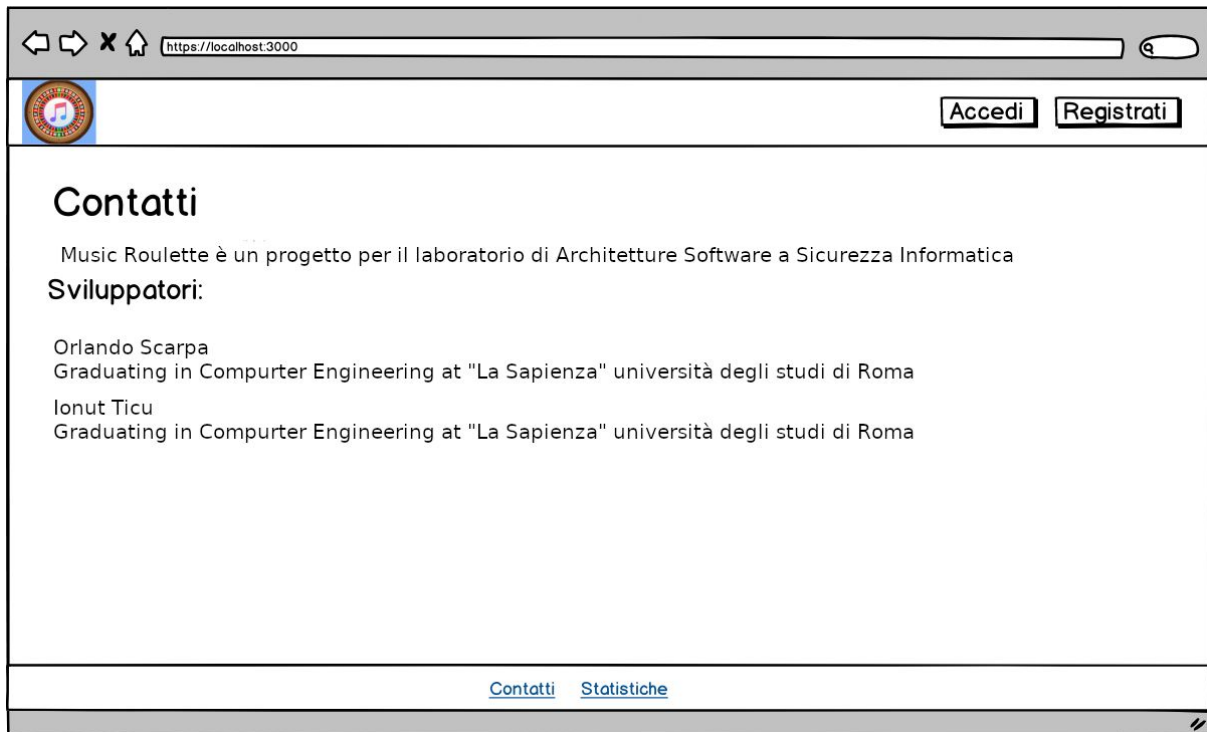 https://localhost:3000
Accedi Registrati
Contatti
Music Roulette è un progetto per il laboratorio di Architetture Software a Sicurezza Informatica
Sviluppatori:
Orlando Scarpa
Graduating in Compurter Engineering at "La Sapienza" università degli studi di Roma
Ionut Ticu
Graduating in Compurter Engineering at "La Sapienza" università degli studi di Roma
Contatti Statistiche